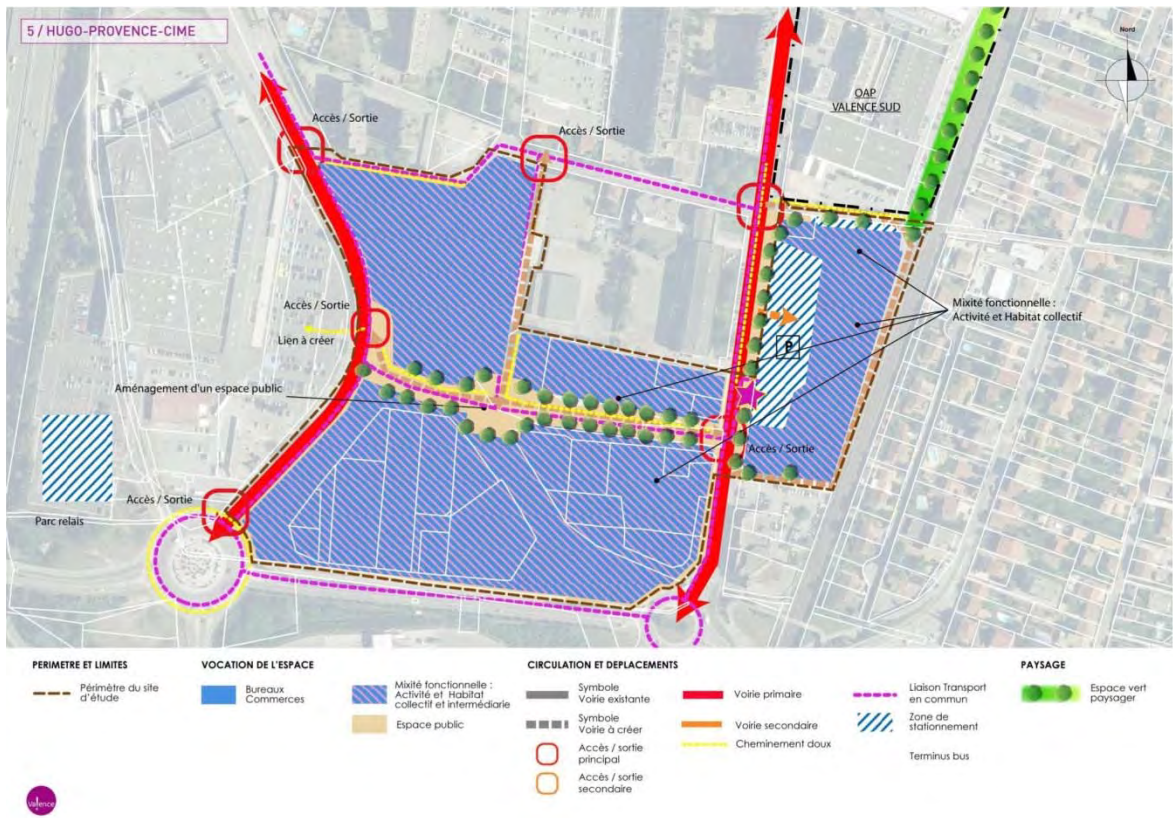 5 / HUGO-PROVENCE-CIME
Nord
OAP
VALENCE SUD
Accès / Sortie
Accès / Sortie
Accès / Sortie
Lien à créer
Mixité fonctionnelle :
Activité et Habitat collectif
P
Aménagement d'un espace public
Accès / Sortie
Accès / Sortie
Parc relais
PERIMETRE ET LIMITES
Périmètre du site
d'étude
VOCATION DE L'ESPACE
Bureaux
Commerces
Mixité fonctionnelle :
Activité et Habitat
collectif et intermédiarie
Espace public
CIRCULATION ET DEPLACEMENTS
Symbole
Voirie existante
Symbole
Voirie à créer
Accès / sortie
principal
Accès / sortie
secondaire
Voirie primaire
Voirie secondaire
Cheminement doux
Liaison Transport
en commun
Zone de
stationnement
Terminus bus
PAYSAGE
Espace vert
paysager
Valence